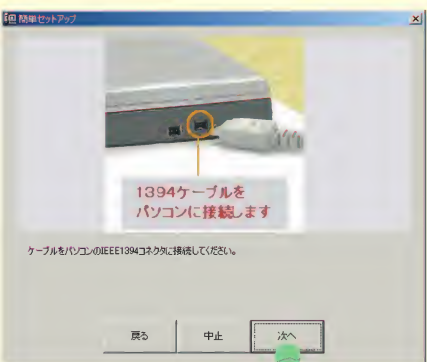 簡単セットアップ
1394ケーブルを
パソコンに接続します
ケーブルをパソコンのIEEE1394コネクタに接続してください。
戻る
中止
次へ